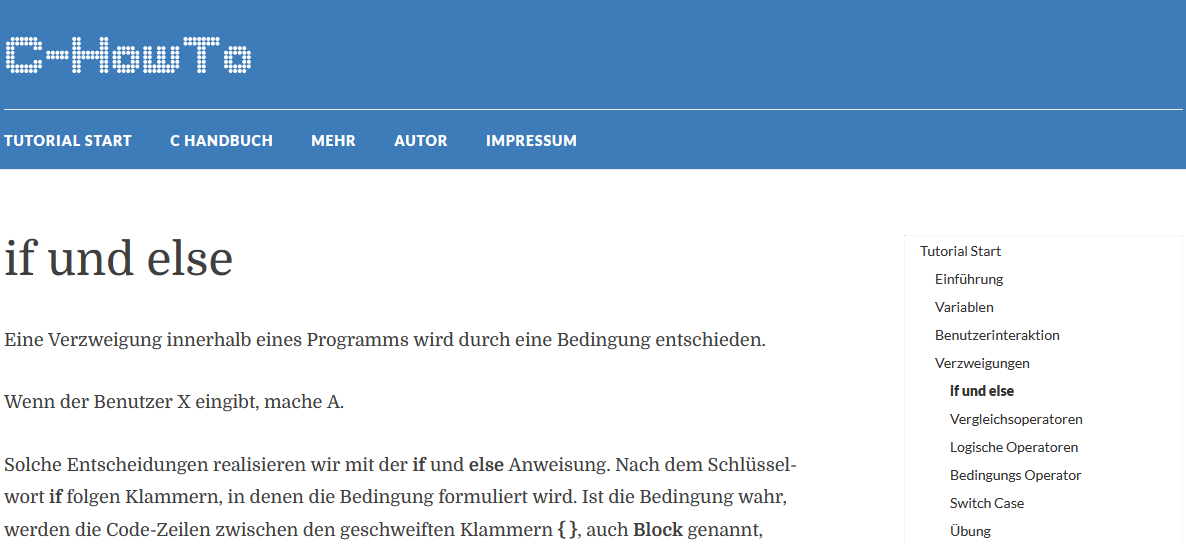 C-HowTo
TUTORIAL START C HANDBUCH MEHR AUTOR IMPRESSUM
if und else
Eine Verzweigung innerhalb eines Programms wird durch eine Bedingung entschieden.
Wenn der Benutzer X eingibt, mache A.
Solche Entscheidungen realisieren wir mit der if und else Anweisung. Nach dem Schlüssel-
wort if folgen Klammern, in denen die Bedingung formuliert wird. Ist die Bedingung wahr,
werden die Code-Zeilen zwischen den geschweiften Klammern { }, auch Block genannt,
Tutorial Start
Einführung
Variablen
Benutzerinteraktion
Verzweigungen
if und else
Vergleichsoperatoren
Logische Operatoren
Bedingungs Operator
Switch Case
Übung